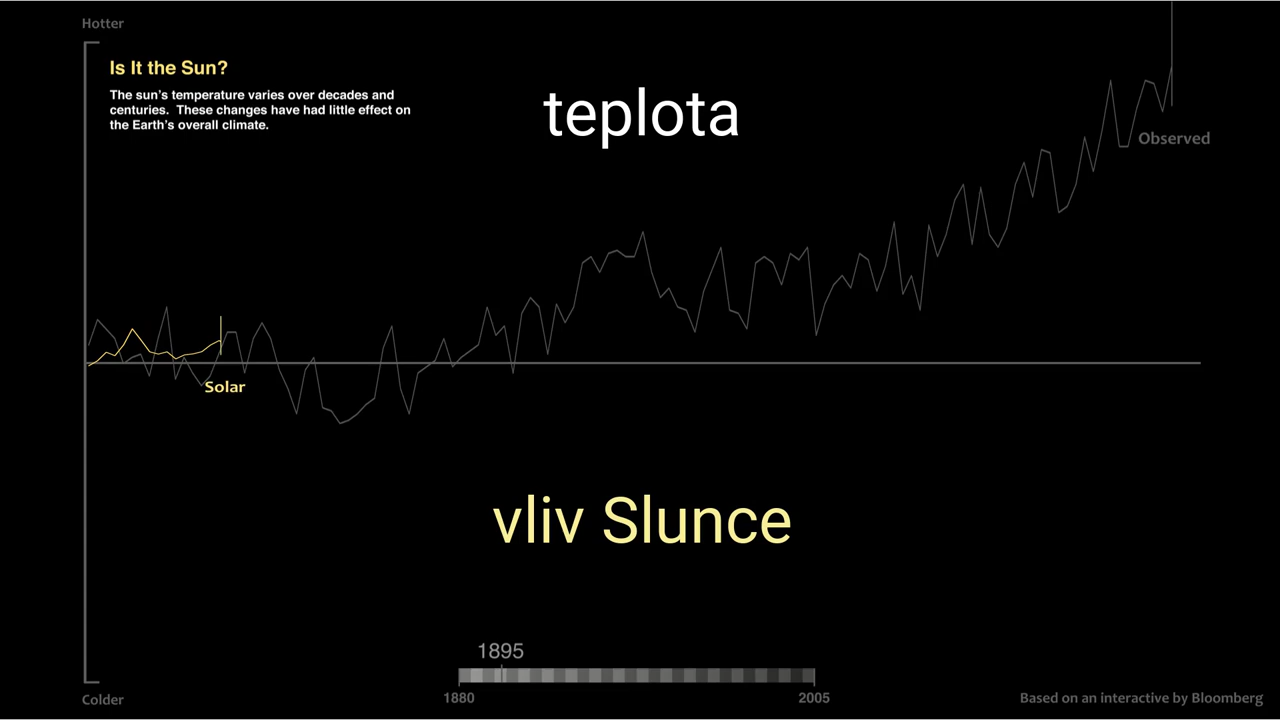 Hotter
Is It the Sun?
The sun's temperature varies over decades and
centuries.  These changes have had little effect on
the Earth's overall climate.
teplota
Observed
Solar
vliv Slunce
1895
1880
2005
Colder
Based on an interactive by Bloomberg